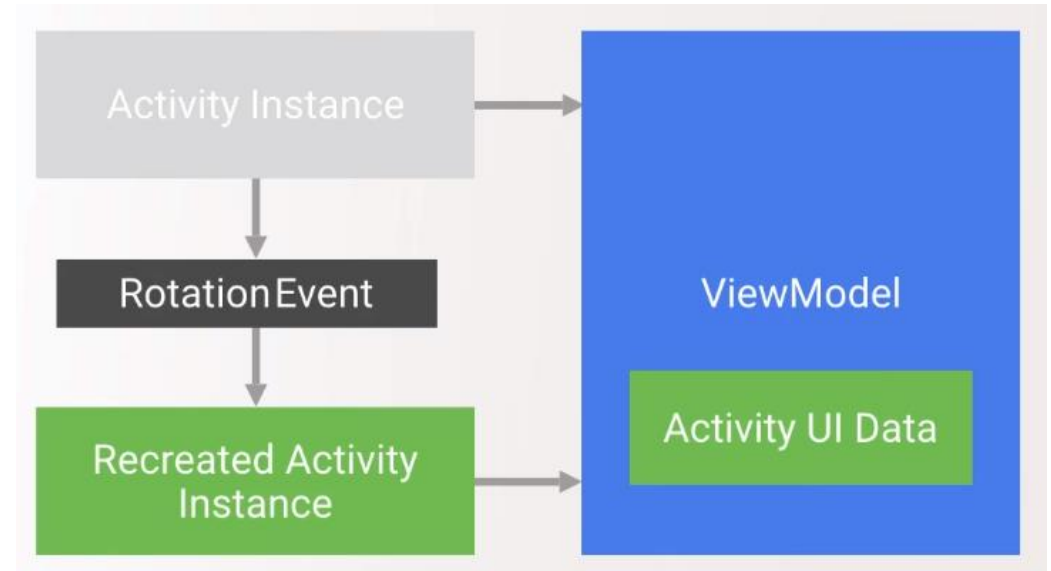 Activity Instance
RotationEvent
Recreated Activity
Instance
ViewModel
Activity UI Data